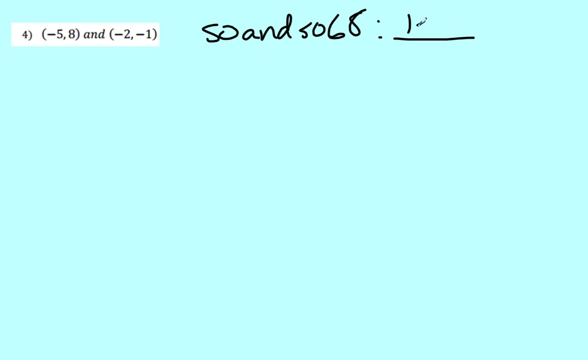 4) (−5, 8) and (−2, −1) soandso68 : 1